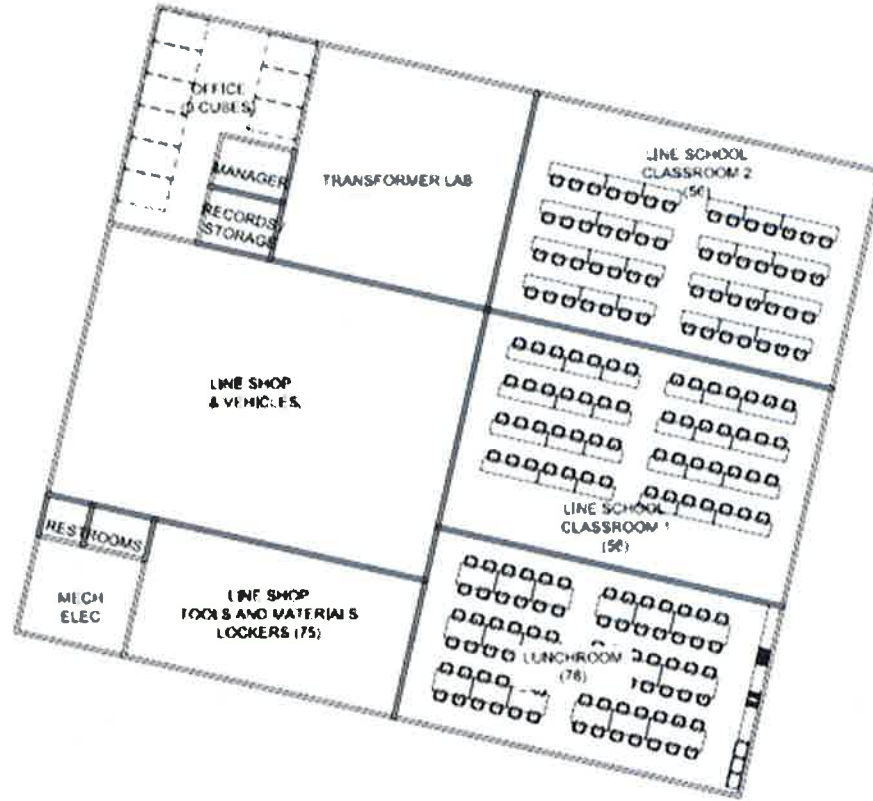 OFFICE
(9 CUBES)
MANAGER
RECORDS/
STORAGE
TRANSFORMER LAB
LINE SCHOOL
CLASSROOM 2
(56)
LINE SHOP
& VEHICLES
LINE SCHOOL
CLASSROOM 1
(56)
RESTROOMS
MECH
ELEC
LINE SHOP
TOOLS AND MATERIALS
LOCKERS (75)
LUNCHROOM
(78)